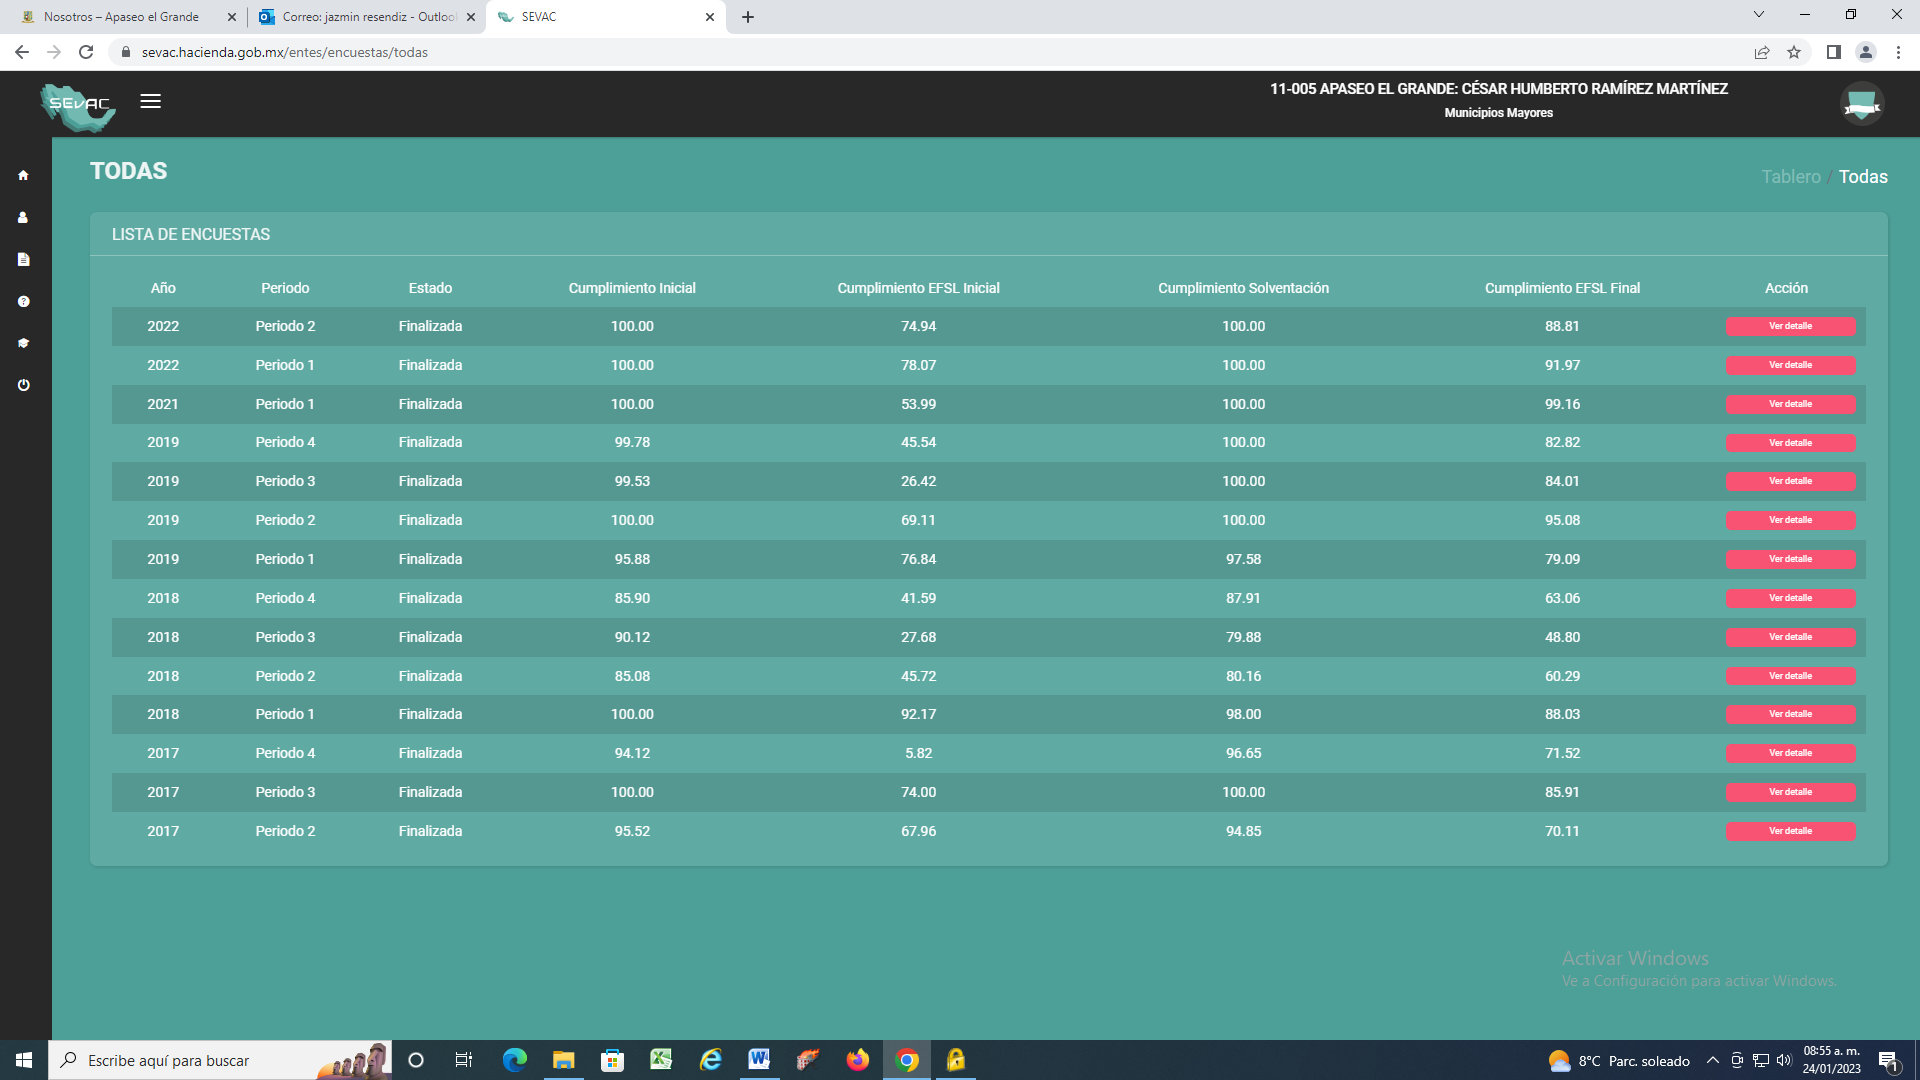 Nosotros – Apaseo el Grande
Correo: jazmin resendiz - Outloo
SEVAC
sevac.hacienda.gob.mx/entes/encuestas/todas
SEVAC
11-005 APASEO EL GRANDE: CÉSAR HUMBERTO RAMÍREZ MARTÍNEZ
Municipios Mayores
TODAS
Tablero / Todas
LISTA DE ENCUESTAS
Año Periodo Estado Cumplimiento Inicial Cumplimiento EFSL Inicial Cumplimiento Solventación Cumplimiento EFSL Final Acción
2022 Periodo 2 Finalizada 100.00 74.94 100.00 88.81 Ver detalle
2022 Periodo 1 Finalizada 100.00 78.07 100.00 91.97 Ver detalle
2021 Periodo 1 Finalizada 100.00 53.99 100.00 99.16 Ver detalle
2019 Periodo 4 Finalizada 99.78 45.54 100.00 82.82 Ver detalle
2019 Periodo 3 Finalizada 99.53 26.42 100.00 84.01 Ver detalle
2019 Periodo 2 Finalizada 100.00 69.11 100.00 95.08 Ver detalle
2019 Periodo 1 Finalizada 95.88 76.84 97.58 79.09 Ver detalle
2018 Periodo 4 Finalizada 85.90 41.59 87.91 63.06 Ver detalle
2018 Periodo 3 Finalizada 90.12 27.68 79.88 48.80 Ver detalle
2018 Periodo 2 Finalizada 85.08 45.72 80.16 60.29 Ver detalle
2018 Periodo 1 Finalizada 100.00 92.17 98.00 88.03 Ver detalle
2017 Periodo 4 Finalizada 94.12 5.82 96.65 71.52 Ver detalle
2017 Periodo 3 Finalizada 100.00 74.00 100.00 85.91 Ver detalle
2017 Periodo 2 Finalizada 95.52 67.96 94.85 70.11 Ver detalle
Activar Windows
Ve a Configuración para activar Windows.
Escribe aquí para buscar
8°C Parc. soleado
08:55 a. m.
24/01/2023
1